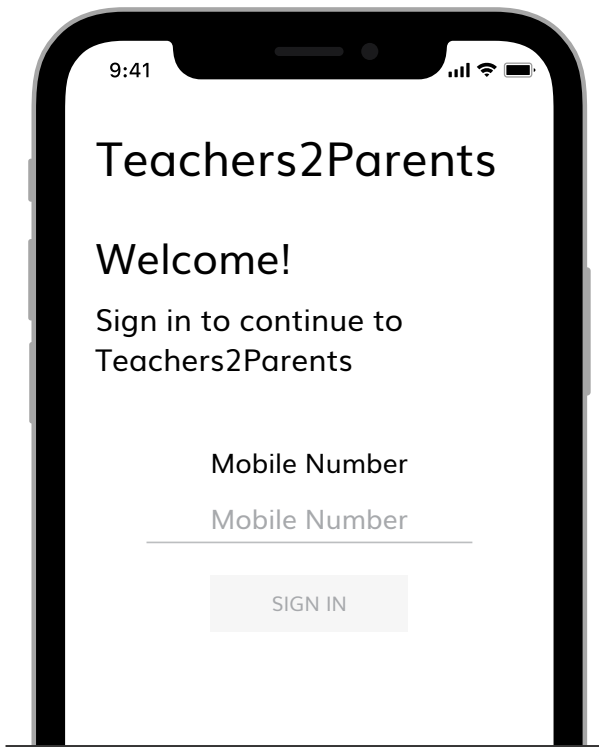 9:41
Teachers2Parents
Welcome!
Sign in to continue to
Teachers2Parents
Mobile Number
Mobile Number
SIGN IN